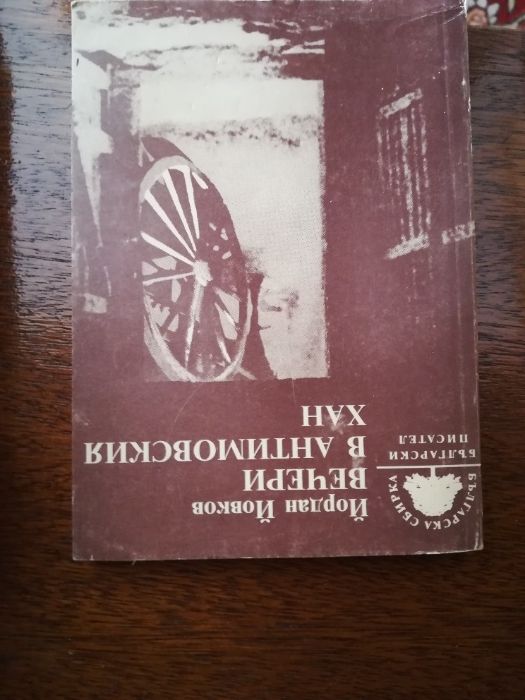 БЪЛГАРСКА СБИРКА
БЪЛГАРСКИ
ПИСАТЕЛ
Йордан Йовков
ВЕЧЕРИ
В АНТИМОВСКИЯ
ХАН